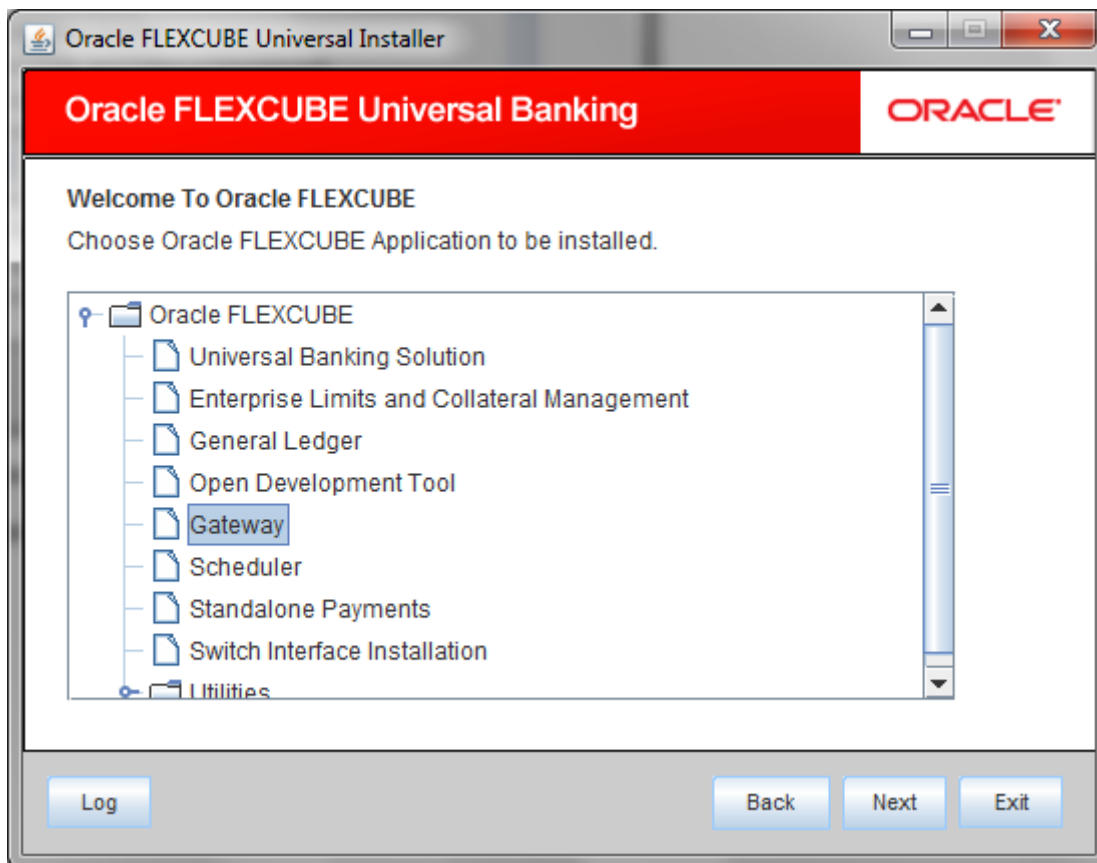 Oracle FLEXCUBE Universal Installer
Oracle FLEXCUBE Universal Banking
ORACLE
Welcome To Oracle FLEXCUBE
Choose Oracle FLEXCUBE Application to be installed.
Oracle FLEXCUBE
Universal Banking Solution
Enterprise Limits and Collateral Management
General Ledger
Open Development Tool
Gateway
Scheduler
Standalone Payments
Switch Interface Installation
Utilities
Log
Back
Next
Exit